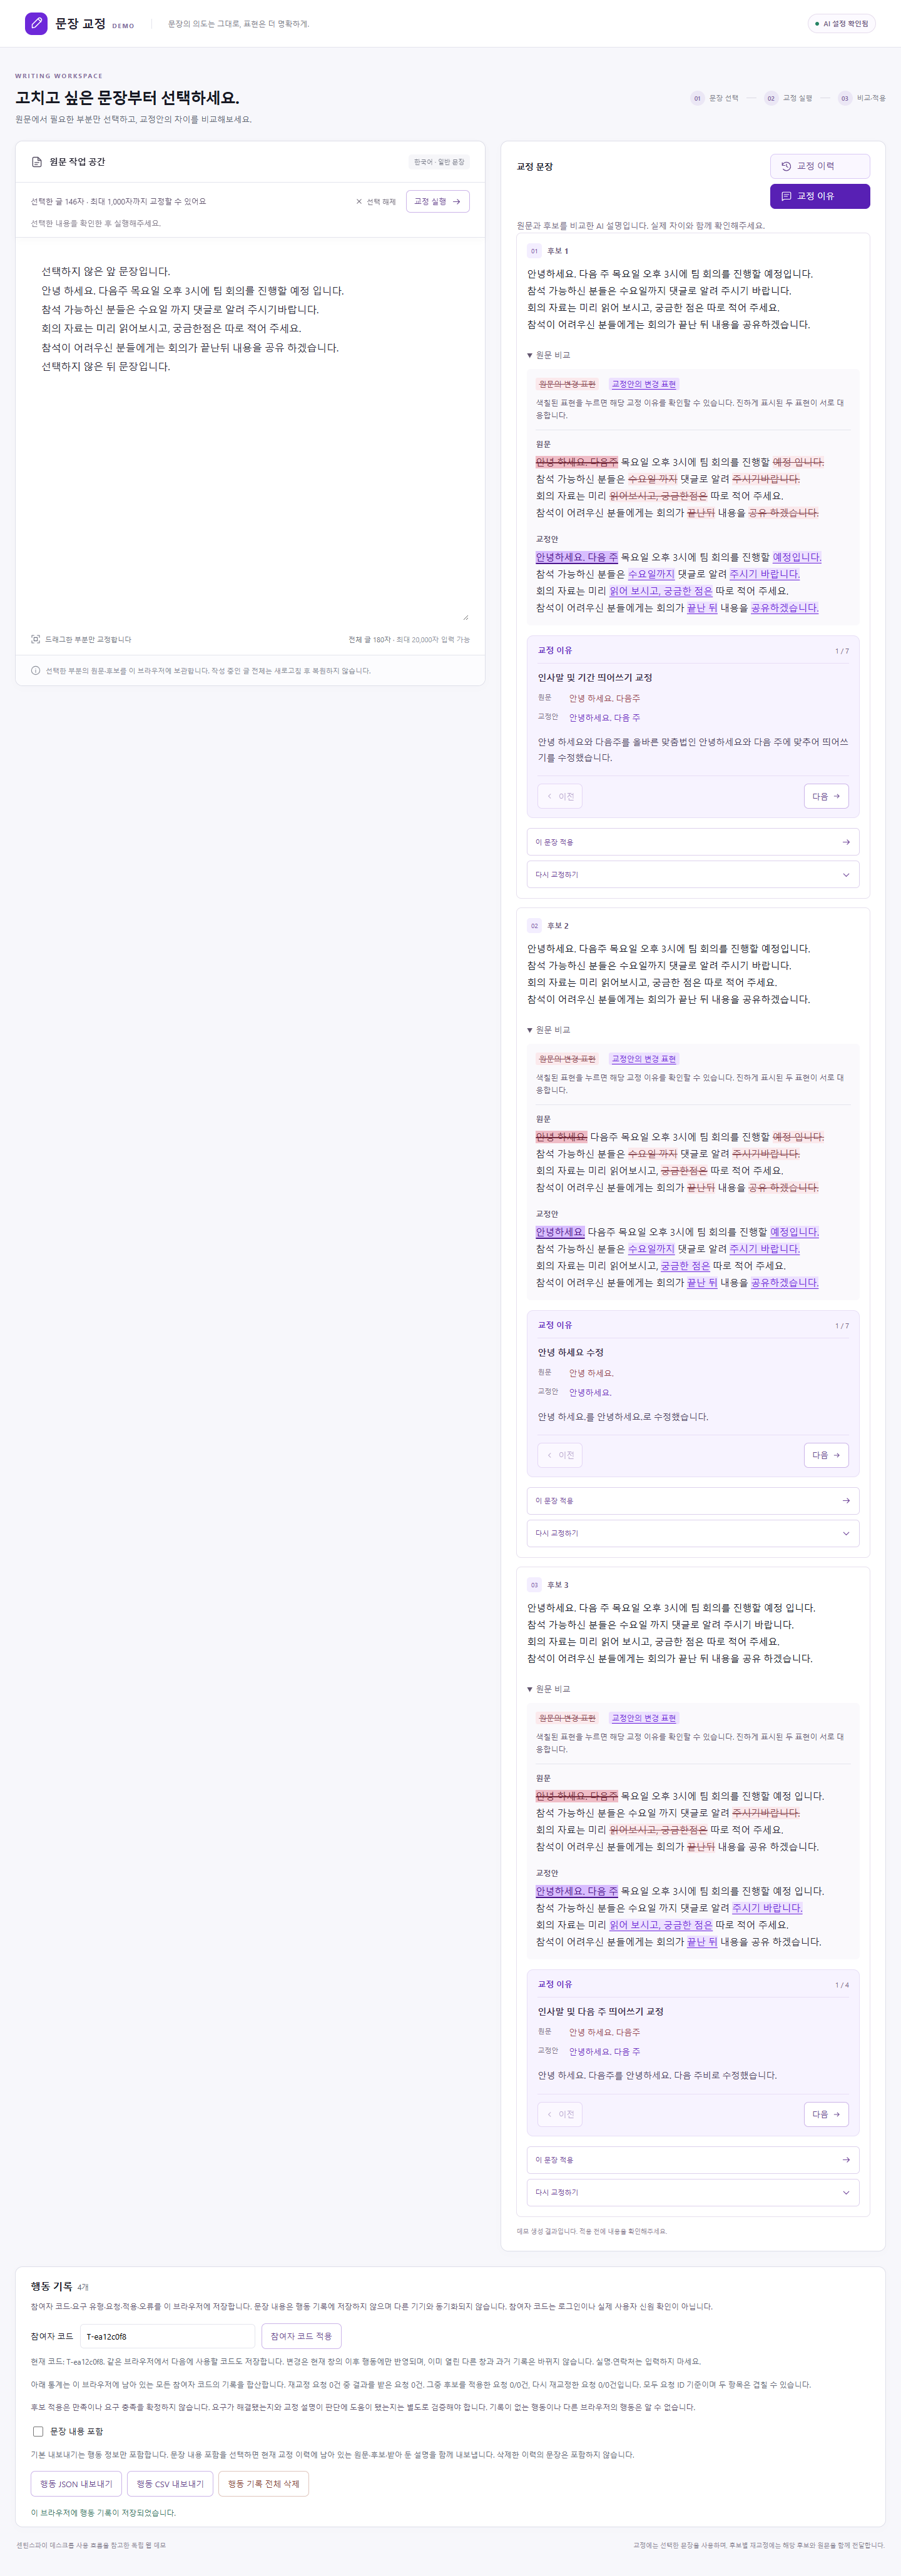 문장 교정 DEMO 문장의 의도는 그대로, 표현은 더 명확하게.
AI 설정 확인됨
WRITING WORKSPACE
고치고 싶은 문장부터 선택하세요.
원문에서 필요한 부분만 선택하고, 교정안의 차이를 비교해보세요.
01 문장 선택 02 교정 실행 03 비교·적용
원문 작업 공간
한국어 · 일반 문장
선택한 글 146자 · 최대 1,000자까지 교정할 수 있어요
선택 해제
교정 실행
선택한 내용을 확인한 후 실행해주세요.
선택하지 않은 앞 문장입니다.
안녕 하세요. 다음주 목요일 오후 3시에 팀 회의를 진행할 예정 입니다.
참석 가능하신 분들은 수요일 까지 댓글로 알려 주시기바랍니다.
회의 자료는 미리 읽어보시고, 궁금한점은 따로 적어 주세요.
참석이 어려우신 분들에게는 회의가 끝난뒤 내용을 공유 하겠습니다.
선택하지 않은 뒤 문장입니다.
드래그한 부분만 교정합니다
전체 글 180자 · 최대 20,000자 입력 가능
선택한 부분의 원문·후보를 이 브라우저에 보관합니다. 작성 중인 글 전체는 새로고침 후 복원하지 않습니다.
교정 문장
교정 이력
교정 이유
원문과 후보를 비교한 AI 설명입니다. 실제 차이와 함께 확인해주세요.
01 후보 1
안녕하세요. 다음 주 목요일 오후 3시에 팀 회의를 진행할 예정입니다.
참석 가능하신 분들은 수요일까지 댓글로 알려 주시기 바랍니다.
회의 자료는 미리 읽어 보시고, 궁금한 점은 따로 적어 주세요.
참석이 어려우신 분들에게는 회의가 끝난 뒤 내용을 공유하겠습니다.
▼ 원문 비교
원문의 변경 표현 교정안의 변경 표현
색칠된 표현을 누르면 해당 교정 이유를 확인할 수 있습니다. 진하게 표시된 두 표현이 서로 대
응합니다.
원문
안녕 하세요. 다음주 목요일 오후 3시에 팀 회의를 진행할 예정 입니다.
참석 가능하신 분들은 수요일 까지 댓글로 알려 주시기바랍니다.
회의 자료는 미리 읽어보시고, 궁금한점은 따로 적어 주세요.
참석이 어려우신 분들에게는 회의가 끝난뒤 내용을 공유 하겠습니다.
교정안
안녕하세요. 다음 주 목요일 오후 3시에 팀 회의를 진행할 예정입니다.
참석 가능하신 분들은 수요일까지 댓글로 알려 주시기 바랍니다.
회의 자료는 미리 읽어 보시고, 궁금한 점은 따로 적어 주세요.
참석이 어려우신 분들에게는 회의가 끝난 뒤 내용을 공유하겠습니다.
교정 이유 1 / 7
인사말 및 기간 띄어쓰기 교정
원문 안녕 하세요. 다음주
교정안 안녕하세요. 다음 주
안녕 하세요와 다음주를 올바른 맞춤법인 안녕하세요와 다음 주에 맞추어 띄어쓰
기를 수정했습니다.
이전 다음
이 문장 적용
다시 교정하기
02 후보 2
안녕하세요. 다음주 목요일 오후 3시에 팀 회의를 진행할 예정입니다.
참석 가능하신 분들은 수요일까지 댓글로 알려 주시기 바랍니다.
회의 자료는 미리 읽어보시고, 궁금한 점은 따로 적어 주세요.
참석이 어려우신 분들에게는 회의가 끝난 뒤 내용을 공유하겠습니다.
▼ 원문 비교
원문의 변경 표현 교정안의 변경 표현
색칠된 표현을 누르면 해당 교정 이유를 확인할 수 있습니다. 진하게 표시된 두 표현이 서로 대
응합니다.
원문
안녕 하세요. 다음주 목요일 오후 3시에 팀 회의를 진행할 예정 입니다.
참석 가능하신 분들은 수요일 까지 댓글로 알려 주시기바랍니다.
회의 자료는 미리 읽어보시고, 궁금한점은 따로 적어 주세요.
참석이 어려우신 분들에게는 회의가 끝난뒤 내용을 공유 하겠습니다.
교정안
안녕하세요. 다음주 목요일 오후 3시에 팀 회의를 진행할 예정입니다.
참석 가능하신 분들은 수요일까지 댓글로 알려 주시기 바랍니다.
회의 자료는 미리 읽어보시고, 궁금한 점은 따로 적어 주세요.
참석이 어려우신 분들에게는 회의가 끝난 뒤 내용을 공유하겠습니다.
교정 이유 1 / 7
안녕 하세요 수정
원문 안녕 하세요.
교정안 안녕하세요.
안녕 하세요.를 안녕하세요.로 수정했습니다.
이전 다음
이 문장 적용
다시 교정하기
03 후보 3
안녕하세요. 다음 주 목요일 오후 3시에 팀 회의를 진행할 예정 입니다.
참석 가능하신 분들은 수요일 까지 댓글로 알려 주시기 바랍니다.
회의 자료는 미리 읽어 보시고, 궁금한 점은 따로 적어 주세요.
참석이 어려우신 분들에게는 회의가 끝난 뒤 내용을 공유 하겠습니다.
▼ 원문 비교
원문의 변경 표현 교정안의 변경 표현
색칠된 표현을 누르면 해당 교정 이유를 확인할 수 있습니다. 진하게 표시된 두 표현이 서로 대
응합니다.
원문
안녕 하세요. 다음주 목요일 오후 3시에 팀 회의를 진행할 예정 입니다.
참석 가능하신 분들은 수요일 까지 댓글로 알려 주시기바랍니다.
회의 자료는 미리 읽어보시고, 궁금한점은 따로 적어 주세요.
참석이 어려우신 분들에게는 회의가 끝난뒤 내용을 공유 하겠습니다.
교정안
안녕하세요. 다음 주 목요일 오후 3시에 팀 회의를 진행할 예정 입니다.
참석 가능하신 분들은 수요일 까지 댓글로 알려 주시기 바랍니다.
회의 자료는 미리 읽어 보시고, 궁금한 점은 따로 적어 주세요.
참석이 어려우신 분들에게는 회의가 끝난 뒤 내용을 공유 하겠습니다.
교정 이유 1 / 4
인사말 및 다음 주 띄어쓰기 교정
원문 안녕 하세요. 다음주
교정안 안녕하세요. 다음 주
안녕 하세요. 다음주를 안녕하세요. 다음 주비로 수정했습니다.
이전 다음
이 문장 적용
다시 교정하기
데모 생성 결과입니다. 적용 전에 내용을 확인해주세요.
행동 기록 4개
참여자 코드·요구 유형·요청·적용·오류를 이 브라우저에 저장합니다. 문장 내용은 행동 기록에 저장하지 않으며 다른 기기와 동기화되지 않습니다. 참여자 코드는 로그인이나 실제 사용자 신원 확인이 아닙니다.
참여자 코드 T-ea12c0f8 참여자 코드 적용
현재 코드: T-ea12c0f8. 같은 브라우저에서 다음에 사용할 코드도 저장합니다. 변경은 현재 창의 이후 행동에만 반영되며, 이미 열린 다른 창과 과거 기록은 바뀌지 않습니다. 실명·연락처는 입력하지 마세요.
아래 통계는 이 브라우저에 남아 있는 모든 참여자 코드의 기록을 합산합니다. 재교정 요청 0건 중 결과를 받은 요청 0건, 그중 후보를 적용한 요청 0/0건, 다시 재교정한 요청 0/0건입니다. 모두 요청 ID 기준이며 두 항목은 겹칠 수 있습니다.
후보 적용은 만족이나 요구 충족을 확정하지 않습니다. 요구가 해결됐는지와 교정 설명이 판단에 도움이 됐는지는 별도로 검증해야 합니다. 기록이 없는 행동이나 다른 브라우저의 행동은 알 수 없습니다.
문장 내용 포함
기본 내보내기는 행동 정보만 포함합니다. 문장 내용 포함을 선택하면 현재 교정 이력에 남아 있는 원문·후보·받아 둔 설명을 함께 내보냅니다. 삭제한 이력의 문장은 포함하지 않습니다.
행동 JSON 내보내기 행동 CSV 내보내기 행동 기록 전체 삭제
이 브라우저에 행동 기록이 저장되었습니다.
센틴스파이 데스크톱 사용 흐름을 참고한 독립 웹 데모
교정에는 선택한 문장을 사용하며, 후보별 재교정에는 해당 후보와 원문을 함께 전달합니다.